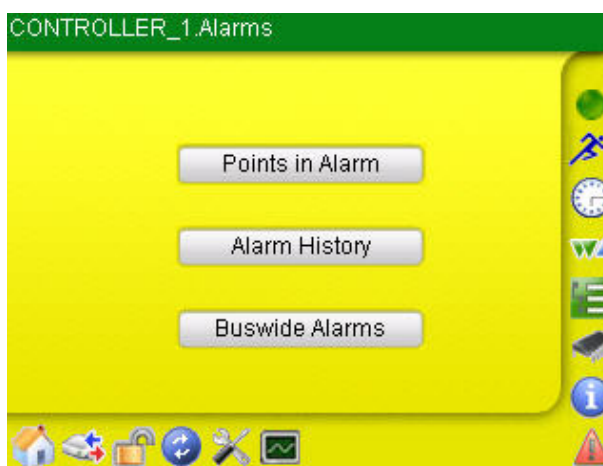 CONTROLLER_1.Alarms
Points in Alarm
Alarm History
Buswide Alarms